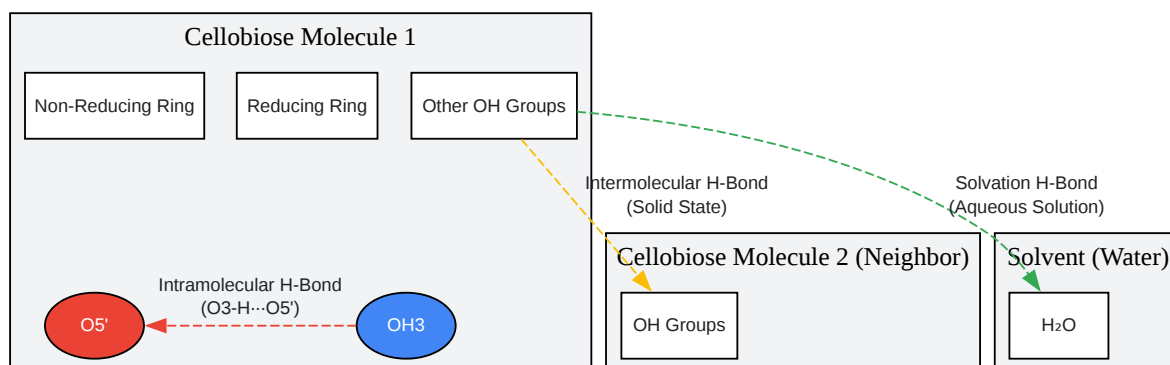 Cellobiose Molecule 1
Non-Reducing Ring
Reducing Ring
Other OH Groups
Intermolecular H-Bond
(Solid State)
Solvation H-Bond
(Aqueous Solution)
Cellobiose Molecule 2 (Neighbor)
Solvent (Water)
Intramolecular H-Bond
(O3-H···O5')
O5'
OH3
OH Groups
H₂O